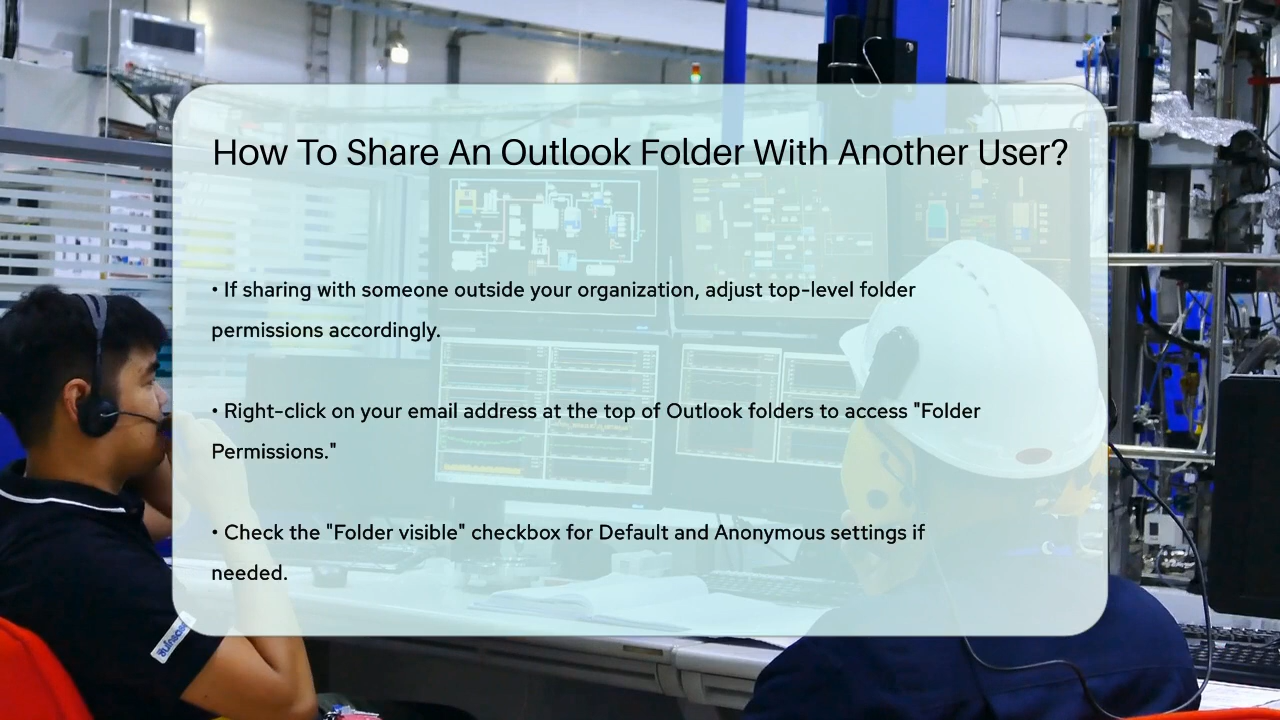 How To Share An Outlook Folder With Another User?
• If sharing with someone outside your organization, adjust top-level folder
permissions accordingly.
• Right-click on your email address at the top of Outlook folders to access "Folder
Permissions."
• Check the "Folder visible" checkbox for Default and Anonymous settings if
needed.